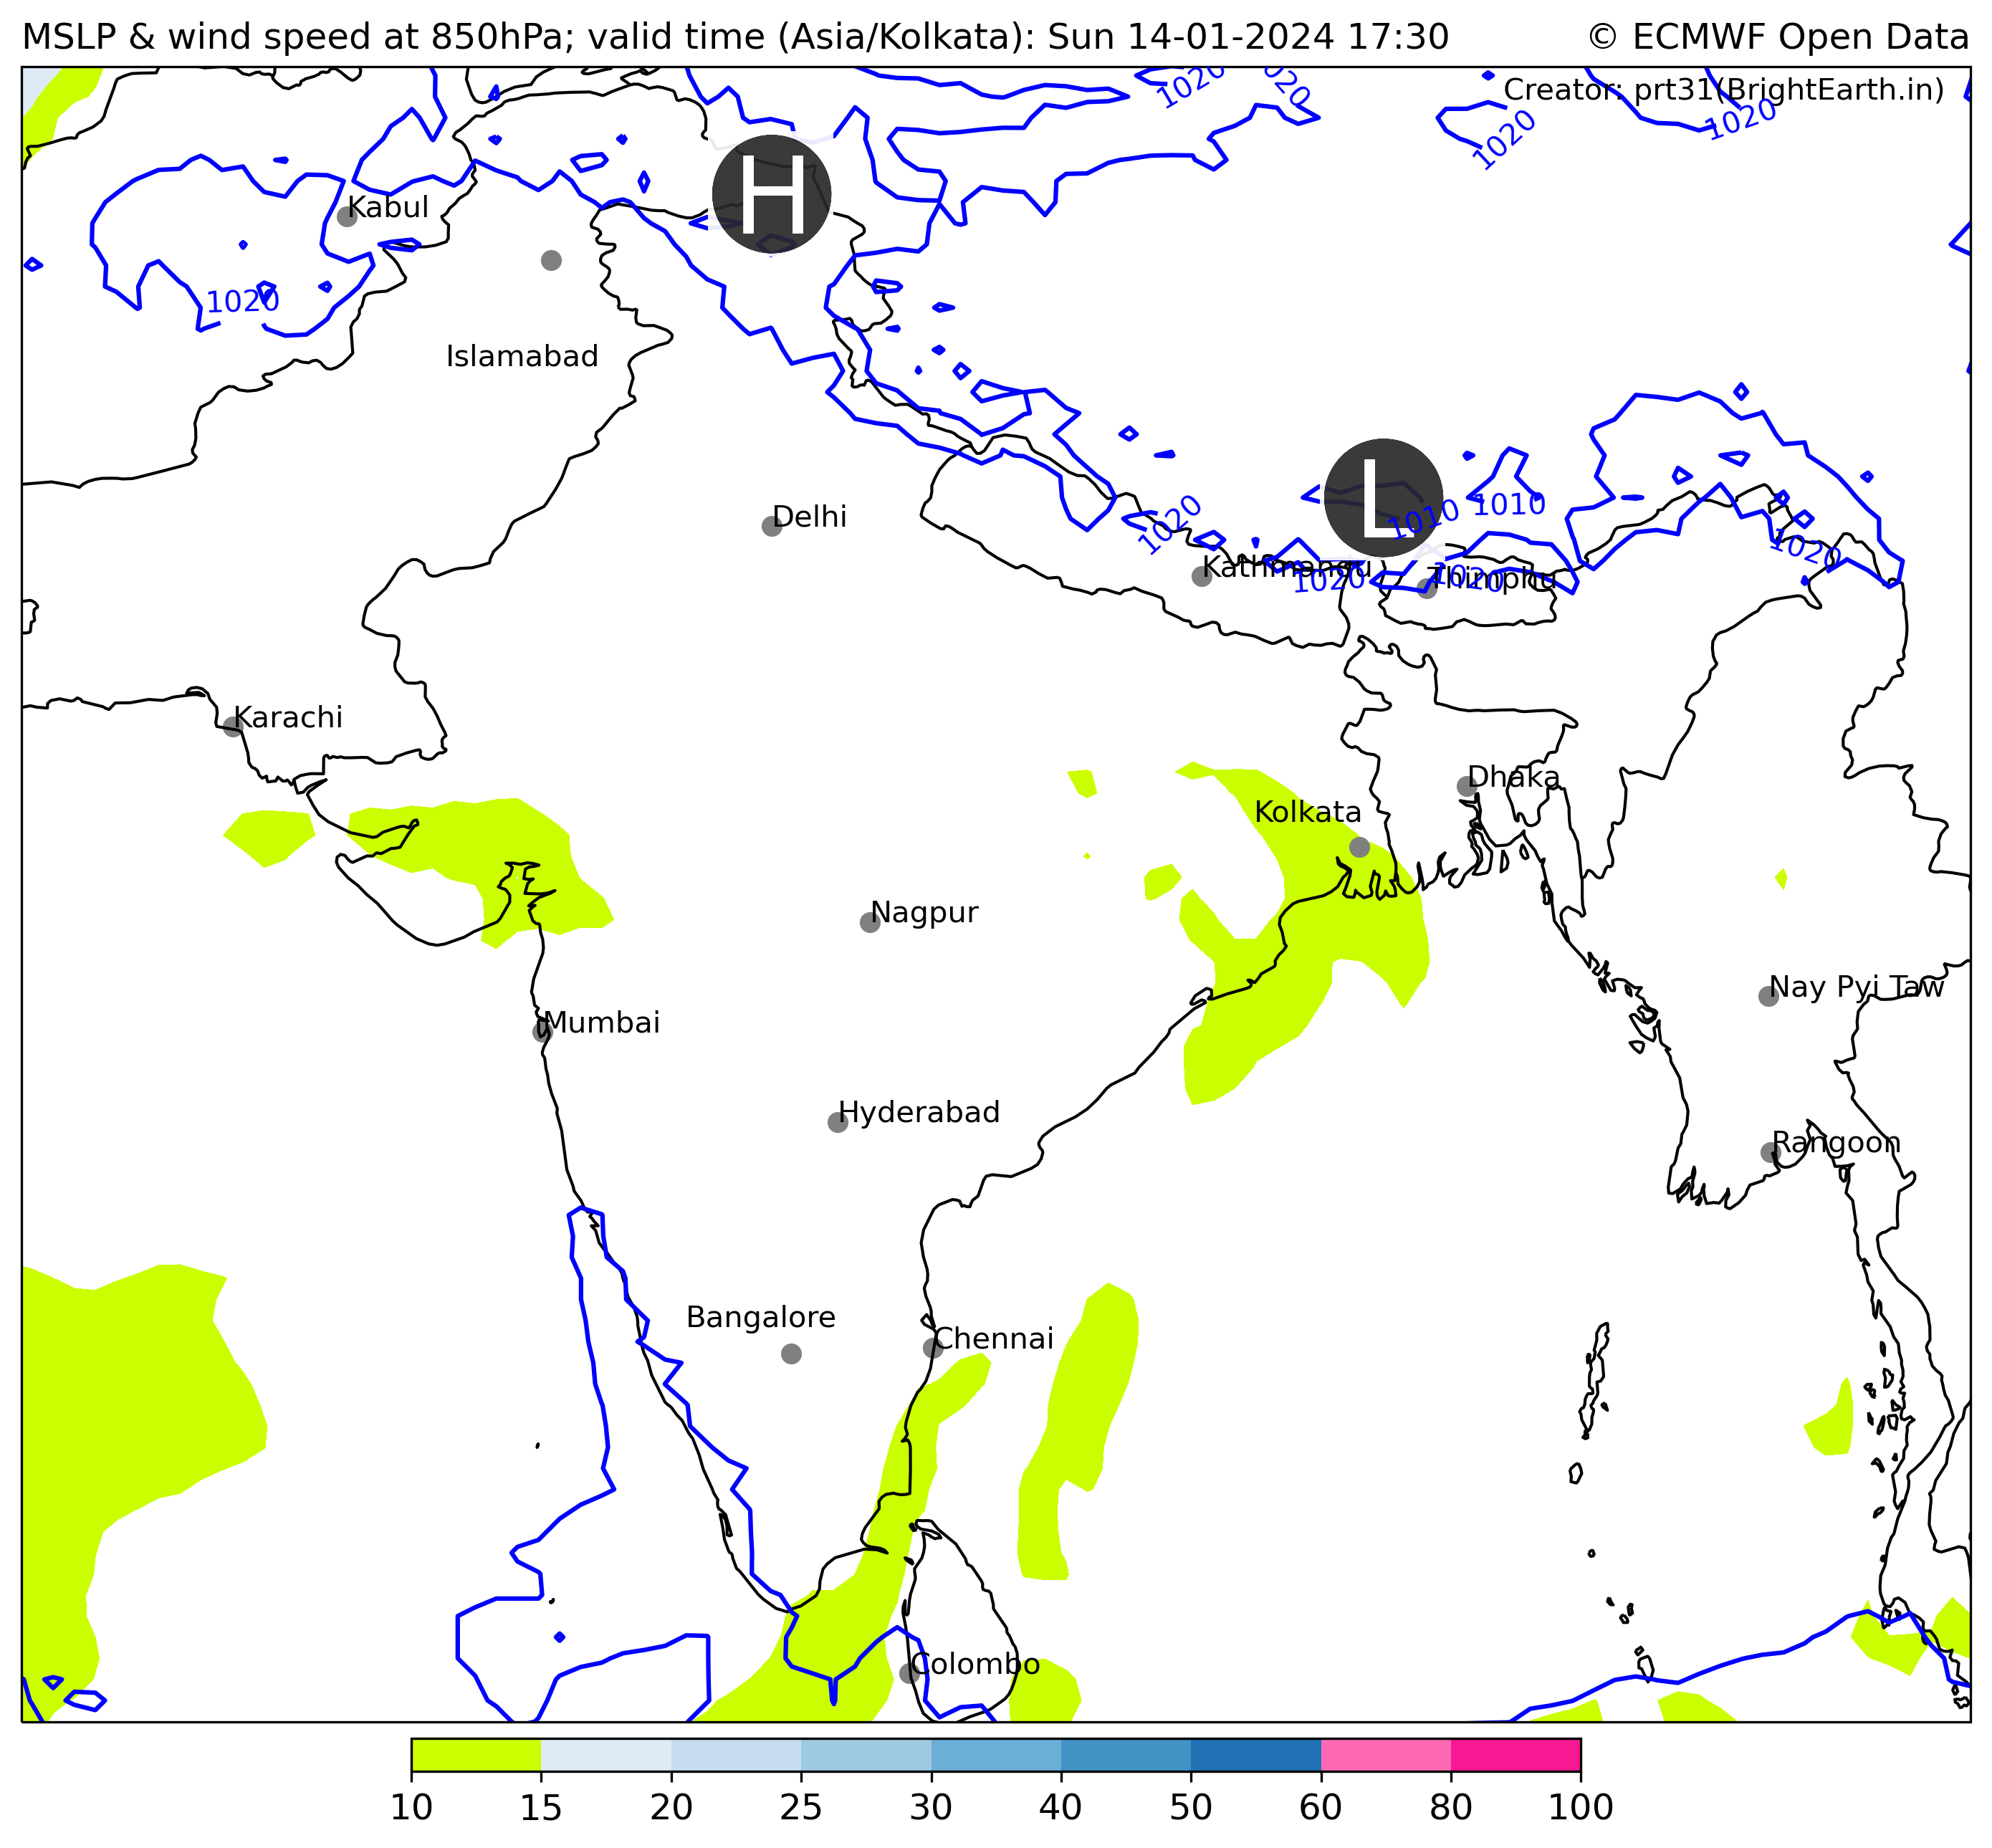 MSLP & wind speed at 850hPa; valid time (Asia/Kolkata): Sun 14-01-2024 17:30 © ECMWF Open Data
Creator: prt31(BrightEarth.in)
1020 1020 1020 1020
H
Kabul
1020
Islamabad
L
Delhi
1020 1010 1010
1020
Kathmandu
1020 1020 Thimphu
Karachi
Dhaka
Kolkata
Nagpur
Nay Pyi Taw
Mumbai
Hyderabad
Rangoon
Bangalore
Chennai
Colombo
10 15 20 25 30 40 50 60 80 100